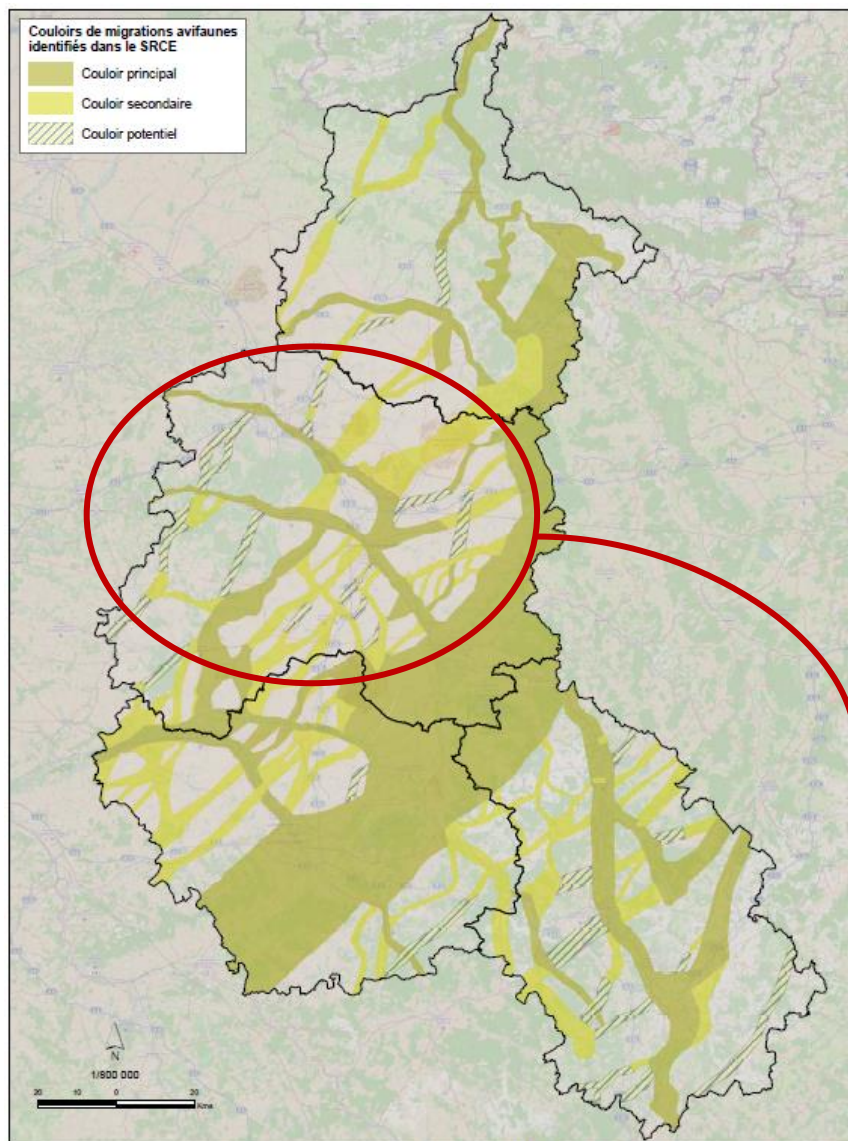 Couloirs de migrations avifaunes
identifiés dans le SRCE
Couloir principal
Couloir secondaire
Couloir potentiel
N
1/800 000
20 10 0 20
Kms